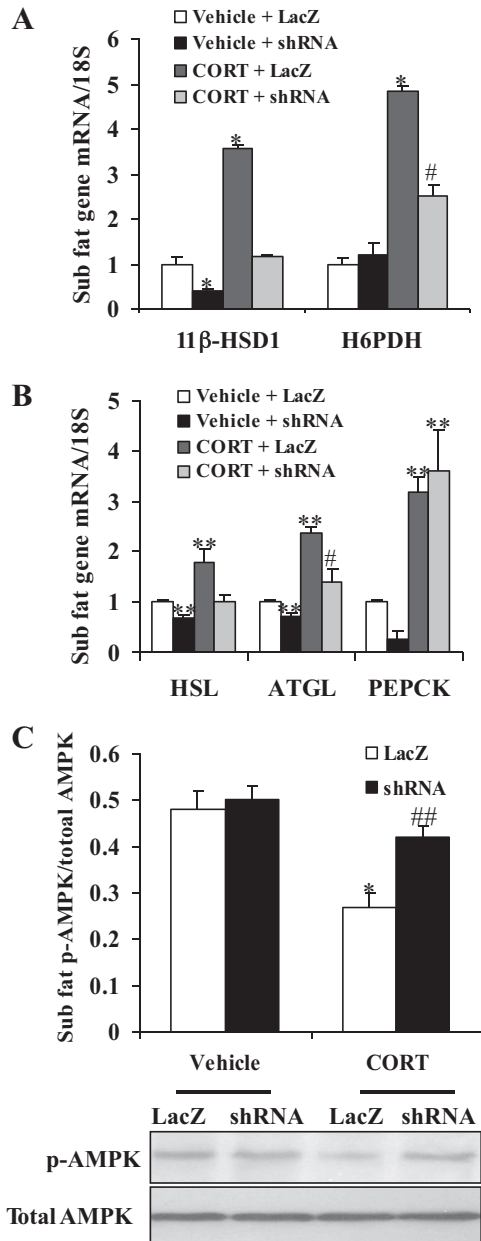 A
Vehicle + LacZ
Vehicle + shRNA
CORT + LacZ
CORT + shRNA
Sub fat gene mRNA/18S
6
5
4
3
2
1
0
*
*
*
#
11β-HSD1
H6PDH
B
Vehicle + LacZ
Vehicle + shRNA
CORT + LacZ
CORT + shRNA
Sub fat gene mRNA/18S
5
4
3
2
1
0
**
**
**
**
#
**
**
HSL
ATGL
PEPCK
C
LacZ
shRNA
Sub fat p-AMPK/totoal AMPK
0.6
0.5
0.4
0.3
0.2
0.1
0
*
##
Vehicle
CORT
LacZ shRNA LacZ shRNA
p-AMPK
Total AMPK